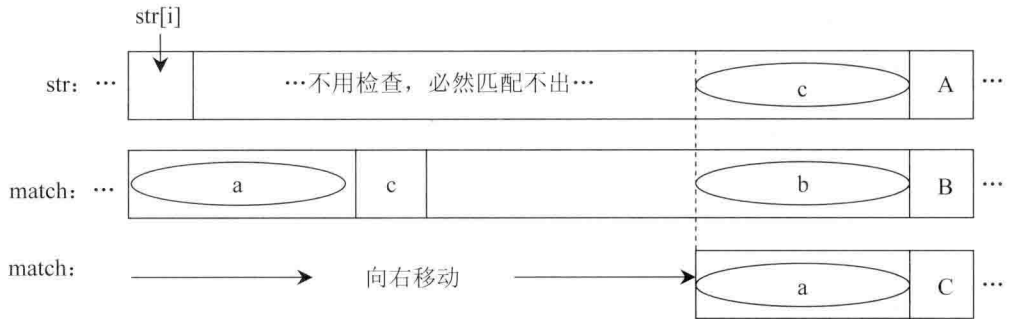 str[i]
str： … …不用检查，必然匹配不出… c A …
match： … a c b B …
match： 向右移动 a C …